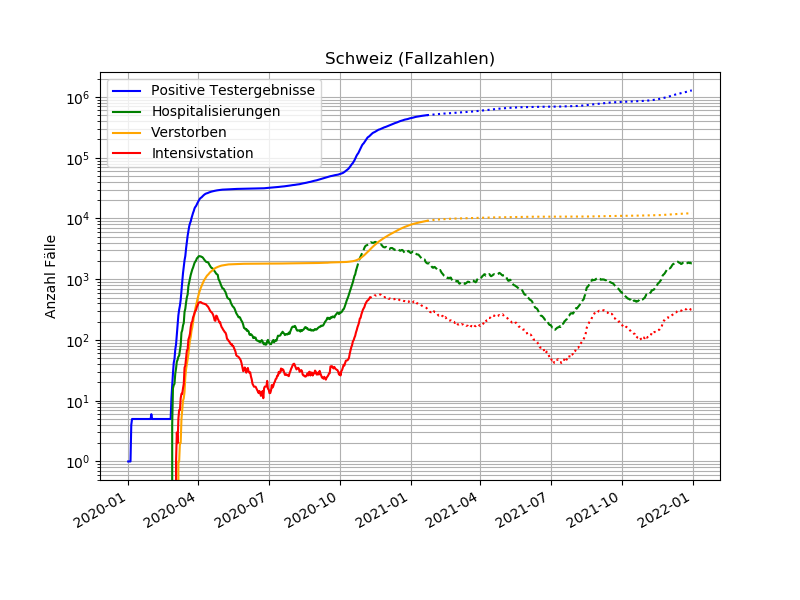 Schweiz (Fallzahlen)
Positive Testergebnisse
Hospitalisierungen
Verstorben
Intensivstation
Anzahl Fälle
10⁶
10⁵
10⁴
10³
10²
10¹
10⁰
2020-01
2020-04
2020-07
2020-10
2021-01
2021-04
2021-07
2021-10
2022-01